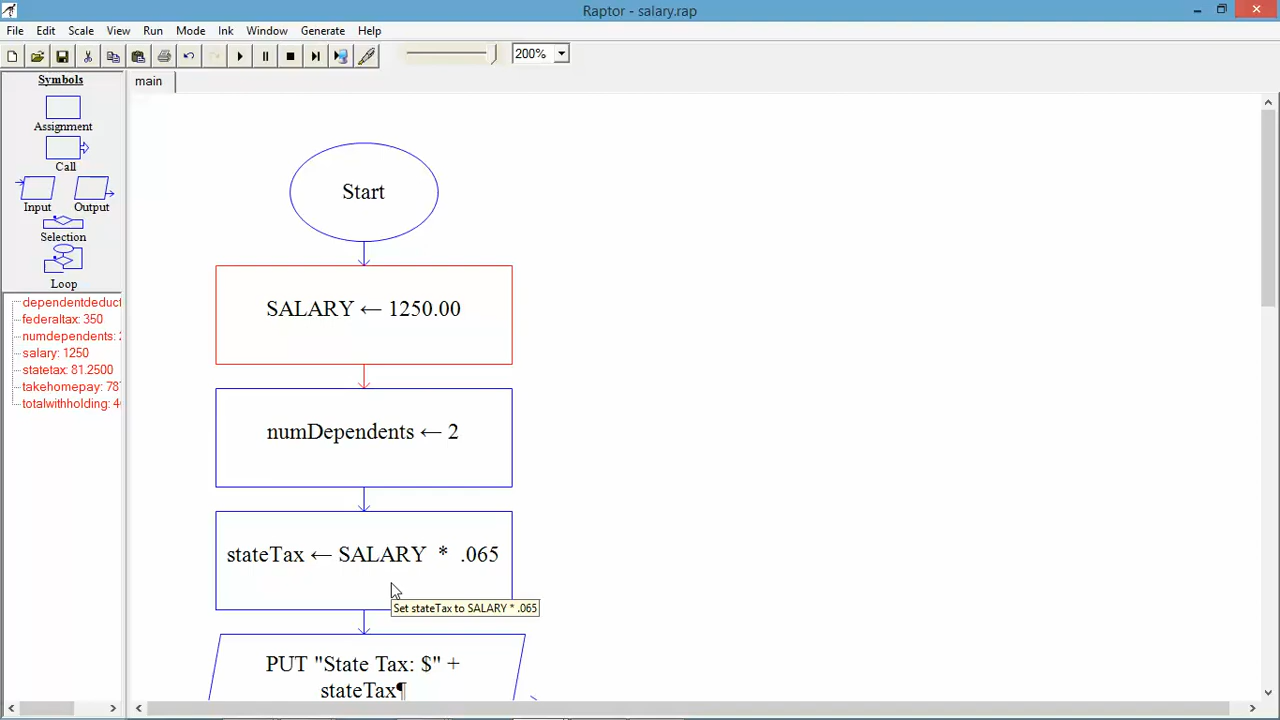 Raptor - salary.rap
File Edit Scale View Run Mode Ink Window Generate Help
200%
Symbols
main
Assignment
Call
Input Output
Selection
Loop
dependentdeduct
federaltax: 350
numdependents: 2
salary: 1250
statetax: 81.2500
takehomepay: 787
totalwithholding: 46
Start
SALARY ← 1250.00
numDependents ← 2
stateTax ← SALARY * .065
Set stateTax to SALARY * .065
PUT "State Tax: $" +
stateTax¶